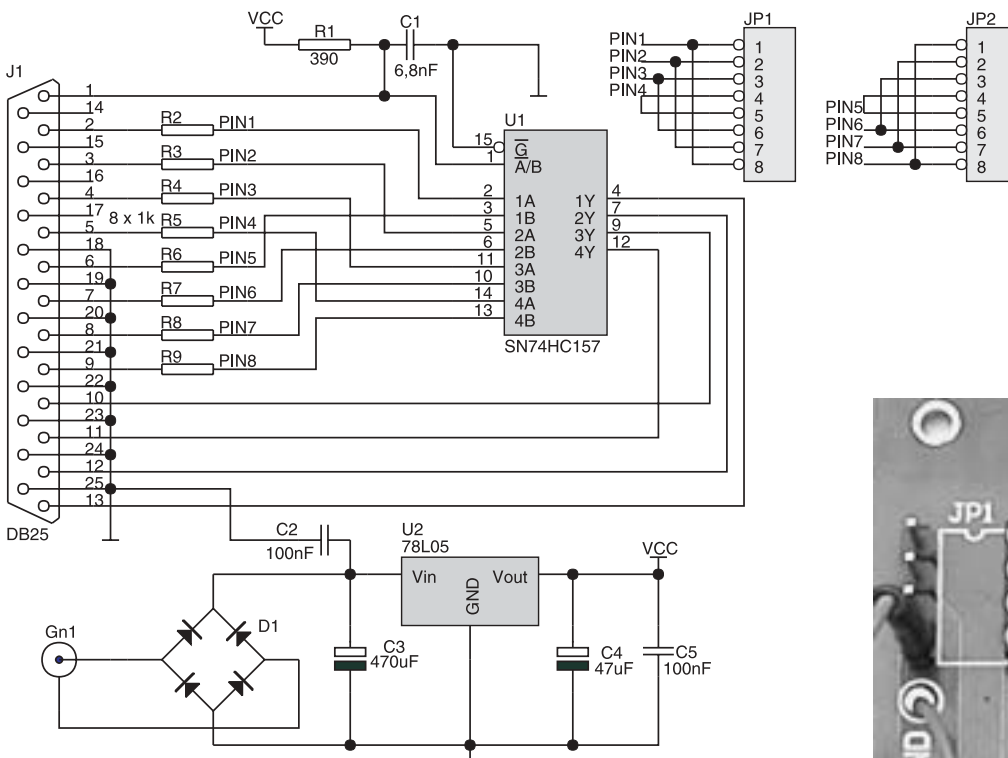 VCC
R1
390
C1
6,8nF
J1
1
14
2
15
3
16
4
17
5
18
6
19
7
20
8
21
9
22
10
23
11
24
12
25
13
DB25
R2 PIN1
R3 PIN2
R4 PIN3
8 x 1k R5 PIN4
R6 PIN5
R7 PIN6
R8 PIN7
R9 PIN8
U1
15 G
1 A/B
2 1A 1Y 4
3 1B 2Y 7
5 2A 3Y 9
6 2B 4Y 12
11 3A
10 3B
14 4A
13 4B
SN74HC157
JP1
PIN1 1
PIN2 2
PIN3 3
PIN4 4
5
6
7
8
JP2
1
2
3
4
PIN5 5
PIN6 6
PIN7 7
PIN8 8
C2
100nF
U2
78L05
Vin Vout
GND
VCC
Gn1
D1
C3
470uF
C4
47uF
C5
100nF
JP1